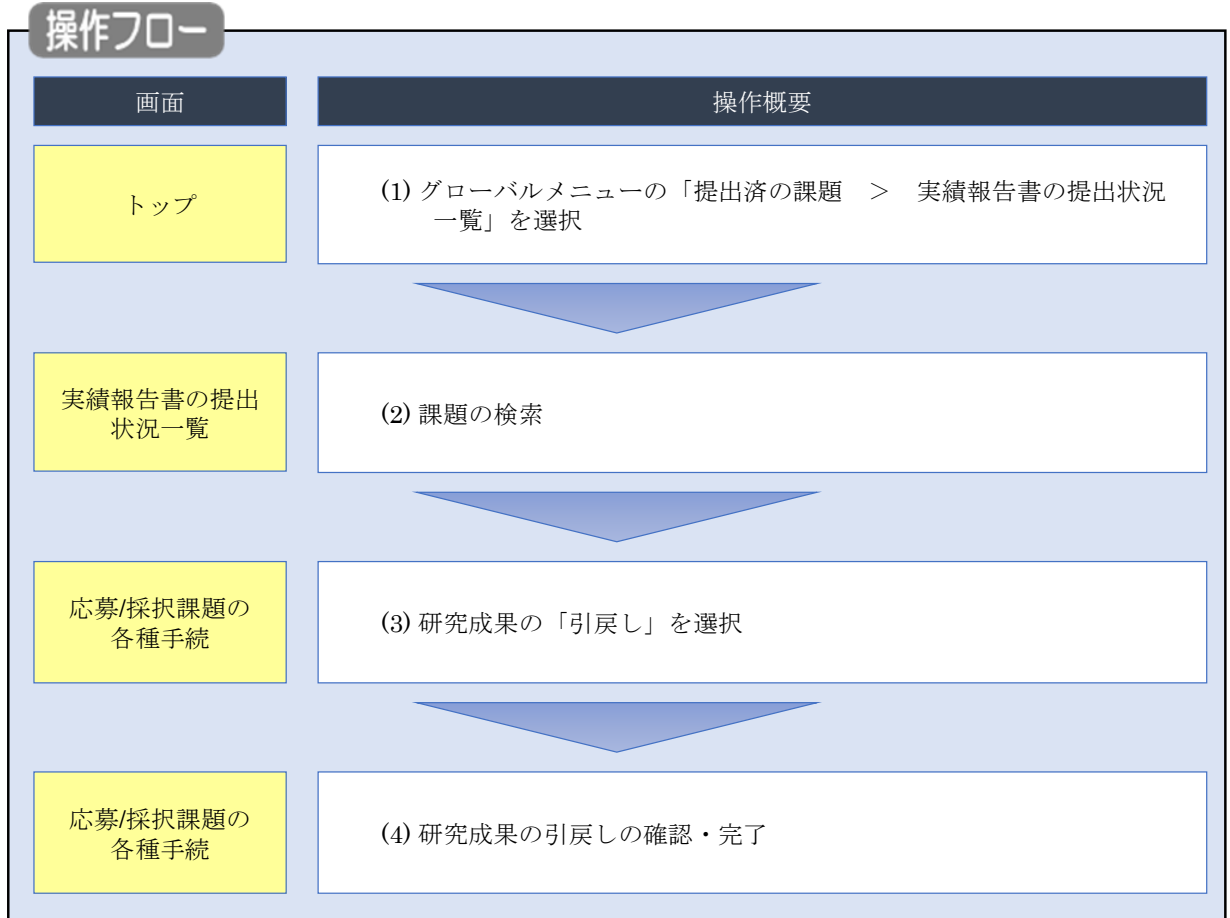 操作フロー
画面
操作概要
トップ
(1) グローバルメニューの「提出済の課題　＞　実績報告書の提出状況
一覧」を選択
実績報告書の提出
状況一覧
(2) 課題の検索
応募/採択課題の
各種手続
(3) 研究成果の「引戻し」を選択
応募/採択課題の
各種手続
(4) 研究成果の引戻しの確認・完了